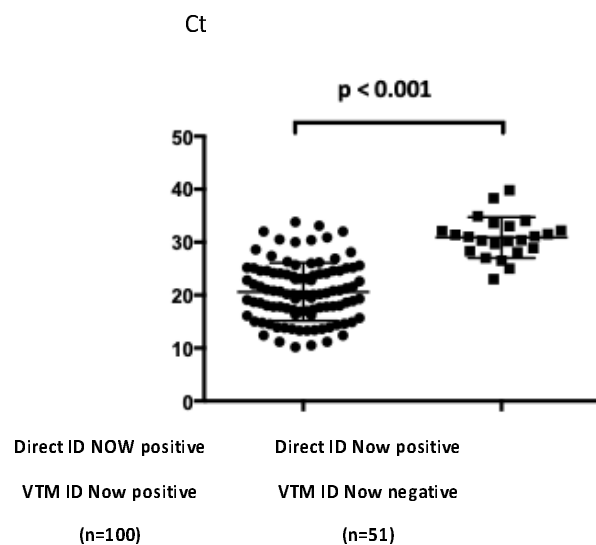 Ct
p < 0.001
50
40
30
20
10
0
Direct ID NOW positive
VTM ID Now positive
(n=100)
Direct ID Now positive
VTM ID Now negative
(n=51)